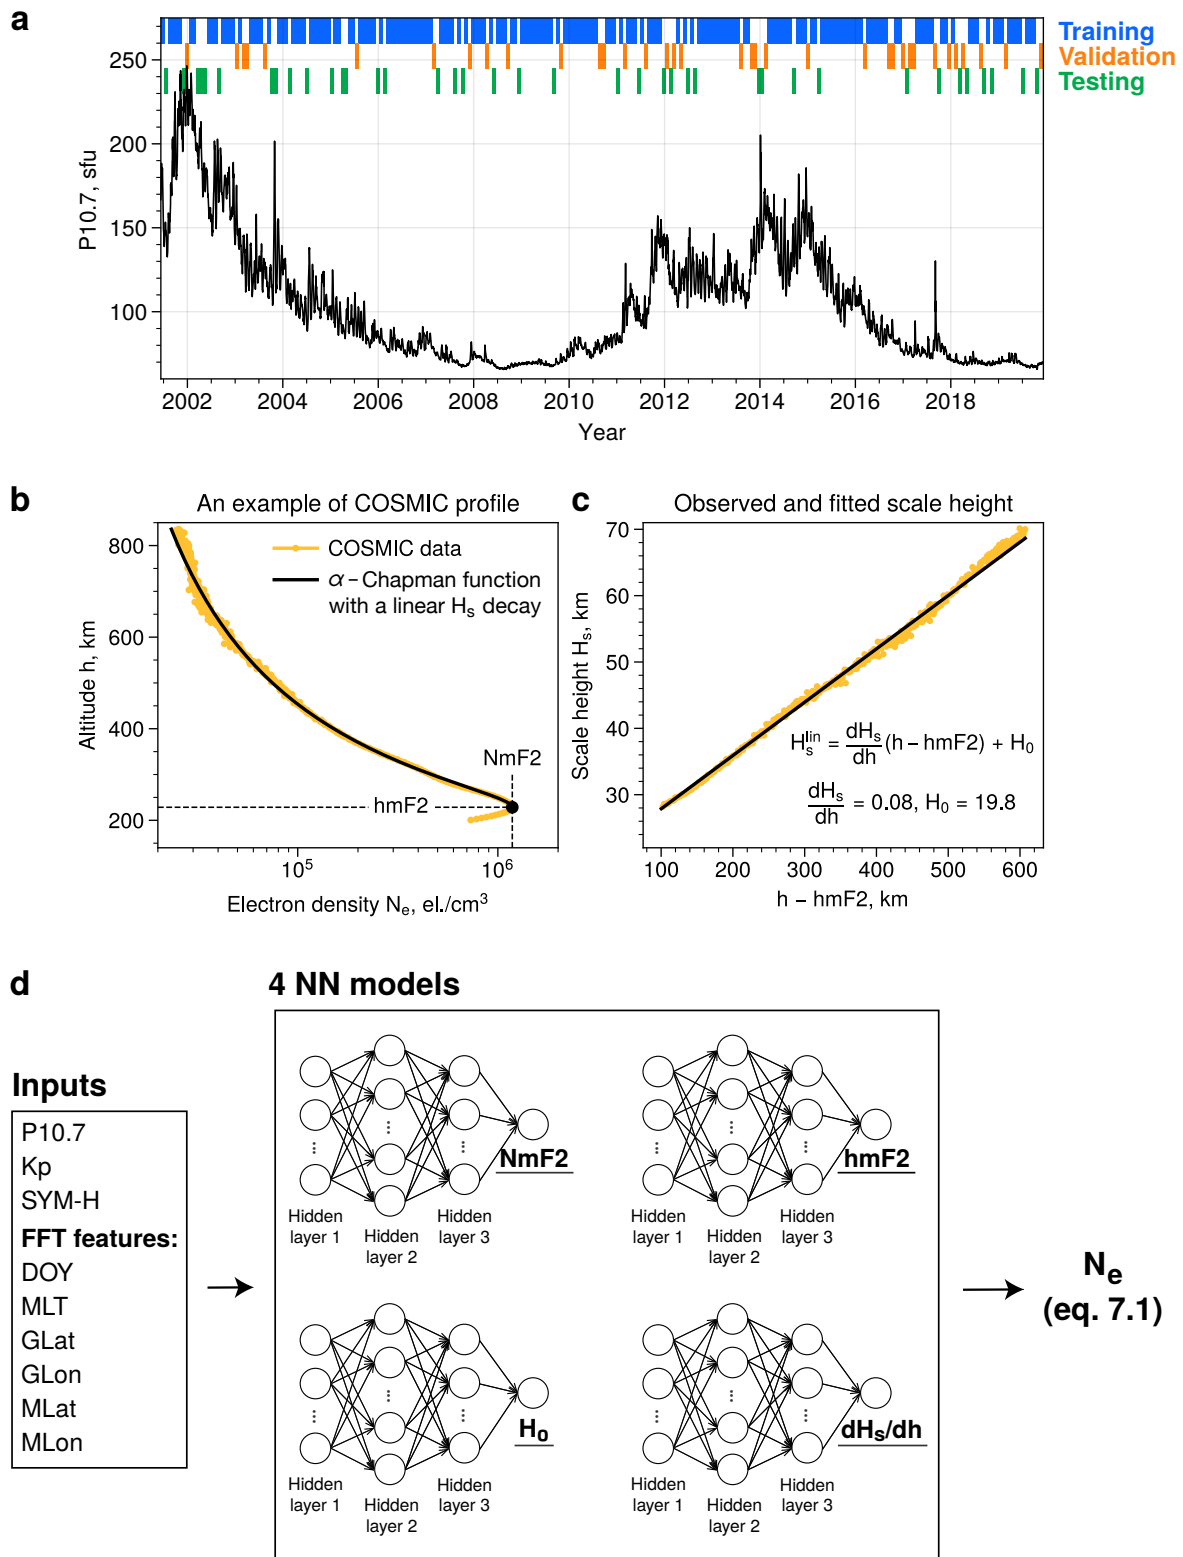 a
Training
Validation
Testing
250
200
150
100
P10.7, sfu
2002 2004 2006 2008 2010 2012 2014 2016 2018
Year
b
An example of COSMIC profile
800
600
400
200
Altitude h, km
COSMIC data
α – Chapman function
with a linear Hₛ decay
NmF2
hmF2
10⁵ 10⁶
Electron density Nₑ, el./cm³
c
Observed and fitted scale height
70
60
50
40
30
Scale height Hₛ, km
Hₛˡⁱⁿ = dHₛ/dh (h – hmF2) + H₀
dHₛ/dh = 0.08, H₀ = 19.8
100 200 300 400 500 600
h – hmF2, km
d
4 NN models
Inputs
P10.7
Kp
SYM-H
FFT features:
DOY
MLT
GLat
GLon
MLat
MLon
...
...
...
NmF2
Hidden
layer 1
Hidden
layer 2
Hidden
layer 3
...
...
...
hmF2
Hidden
layer 1
Hidden
layer 2
Hidden
layer 3
...
...
...
H₀
Hidden
layer 1
Hidden
layer 2
Hidden
layer 3
...
...
...
dHₛ/dh
Hidden
layer 1
Hidden
layer 2
Hidden
layer 3
Nₑ
(eq. 7.1)